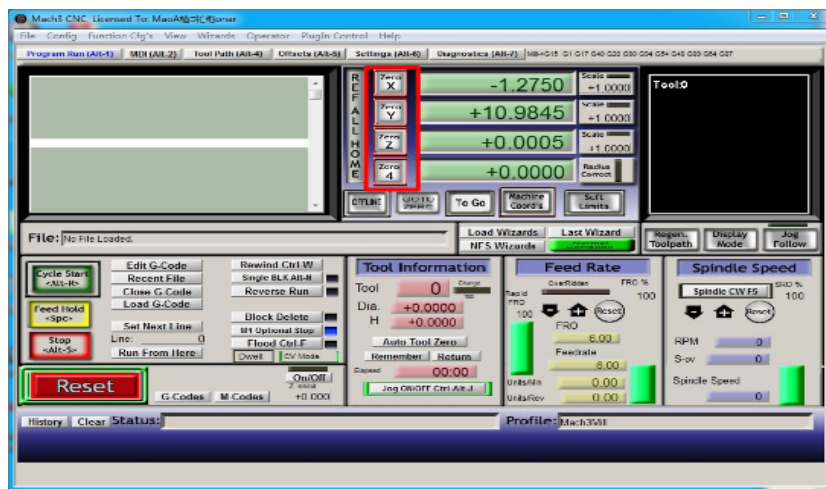 Mach3 CNC Licensed To:
File Config Function Cfg's View Wizards Operator PlugIn Control Help
Program Run (Alt-1) MDI (Alt-2) Tool Path (Alt-4) Offsets (Alt-5) Settings (Alt-6) Diagnostics (Alt-7)
REF ALL HOME
Zero X -1.2750 Scale +1.0000
Zero Y +10.9845 Scale +1.0000
Zero Z +0.0005 Scale +1.0000
Zero 4 +0.0000 Radius Correct
Tool:0
OFFLINE GOTO ZERO To Go Machine Coord's Soft Limits
File: No File Loaded.
Load Wizards Last Wizard
NFS Wizards
Regen. Toolpath Display Mode Jog Follow
Cycle Start <Alt-R>
Feed Hold <Spc>
Stop <Alt-S>
Edit G-Code Rewind Ctrl-W
Recent File Single BLK Alt-N
Close G-Code Reverse Run
Load G-Code
Block Delete
Set Next Line M1 Optional Stop
Line: 0 Flood Ctrl-F
Run From Here Dwell CV Mode
Reset
G-Codes M-Codes
On/Off
Z Inhibit
+0.000
Tool Information
Tool 0 Change Tool
Dia. +0.0000
H +0.0000
Auto Tool Zero
Remember Return
Elapsed 00:00
Jog ON/OFF Ctrl-Alt-J
Feed Rate
OverRidden FRO %
100
Rapid FRO
100 Reset
FRO
6.00
Feedrate
6.00
Units/Min 0.00
Units/Rev 0.00
Spindle Speed
Spindle CW F5 SRO %
100
Reset
RPM 0
S-ov 0
Spindle Speed
0
History Clear Status:
Profile: Mach3Mill